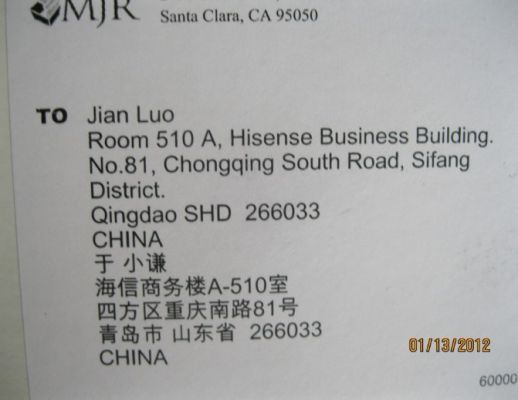 MJR
Santa Clara, CA 95050
TO Jian Luo
Room 510 A, Hisense Business Building.
No.81, Chongqing South Road, Sifang
District.
Qingdao SHD 266033
CHINA
于 小谦
海信商务楼A-510室
四方区重庆南路81号
青岛市 山东省 266033
CHINA
01/13/2012
60000